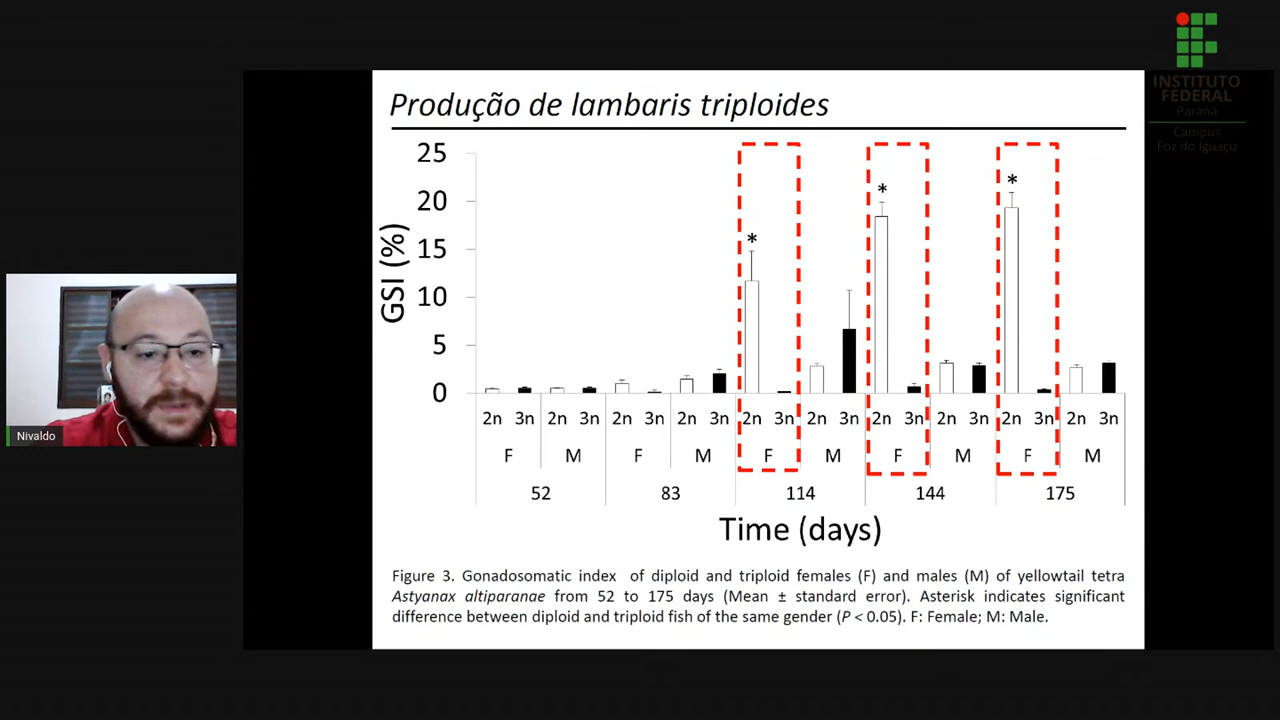 INSTITUTO
FEDERAL
Paraná
Campus
Foz do Iguaçu
Produção de lambaris triploides
25
20
15
10
5
0
GSI (%)
* * *
2n 3n 2n 3n 2n 3n 2n 3n 2n 3n 2n 3n 2n 3n 2n 3n 2n 3n 2n 3n
F M F M F M F M F M
52 83 114 144 175
Time (days)
Figure 3. Gonadosomatic index of diploid and triploid females (F) and males (M) of yellowtail tetra
Astyanax altiparanae from 52 to 175 days (Mean ± standard error). Asterisk indicates significant
difference between diploid and triploid fish of the same gender (P < 0.05). F: Female; M: Male.
Nivaldo